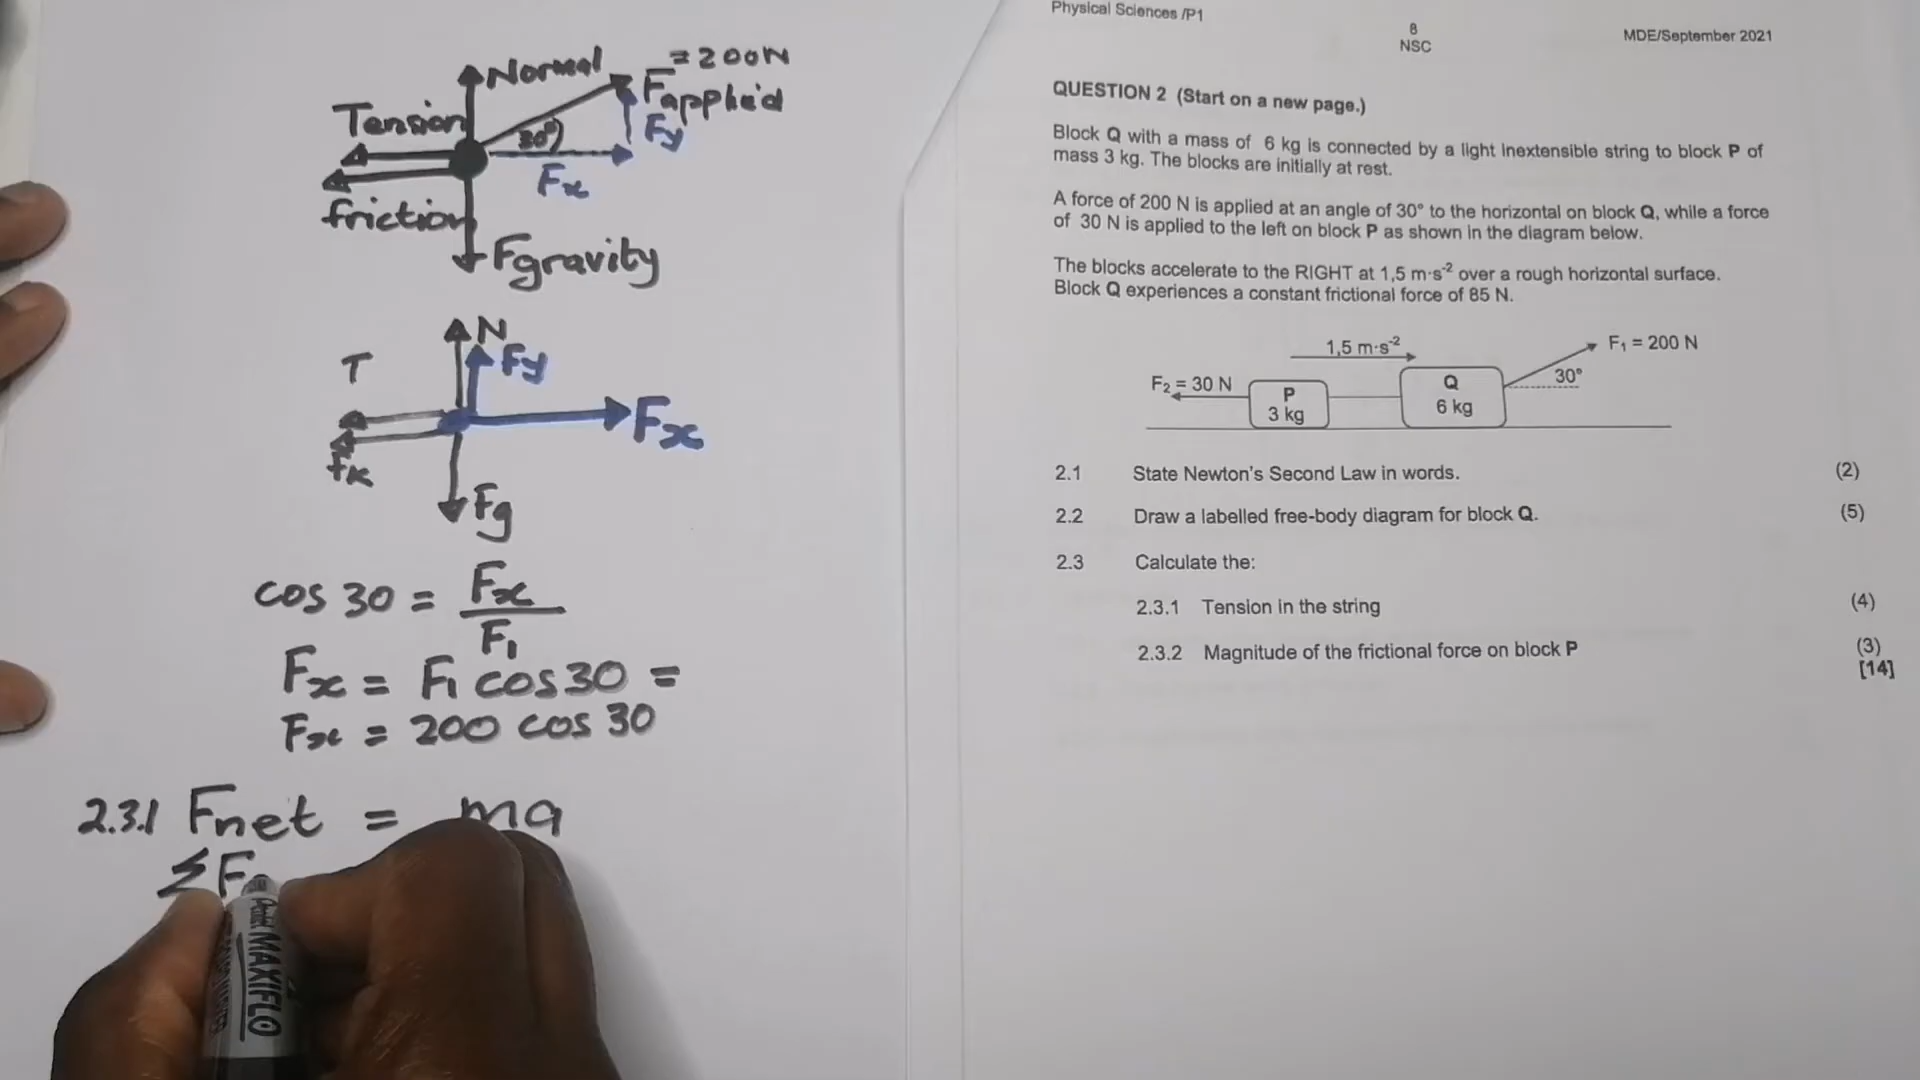 = 200N
Normal
Fapplied
Tension
30°
Fy
Fx
friction
Fgravity
N
Fy
T
Fx
fk
Fg
cos 30 = Fx
F1
Fx = F1 cos30 =
Fx = 200 cos 30
2.3.1 Fnet = ma
ΣF
MAXIFLO
Physical Sciences /P1
8
NSC
MDE/September 2021
QUESTION 2 (Start on a new page.)
Block Q with a mass of 6 kg is connected by a light inextensible string to block P of
mass 3 kg. The blocks are initially at rest.
A force of 200 N is applied at an angle of 30° to the horizontal on block Q, while a force
of 30 N is applied to the left on block P as shown in the diagram below.
The blocks accelerate to the RIGHT at 1,5 m·s-2 over a rough horizontal surface.
Block Q experiences a constant frictional force of 85 N.
1,5 m·s-2
F1 = 200 N
30°
F2 = 30 N
P
3 kg
Q
6 kg
2.1 State Newton's Second Law in words. (2)
2.2 Draw a labelled free-body diagram for block Q. (5)
2.3 Calculate the:
2.3.1 Tension in the string (4)
2.3.2 Magnitude of the frictional force on block P (3)
[14]